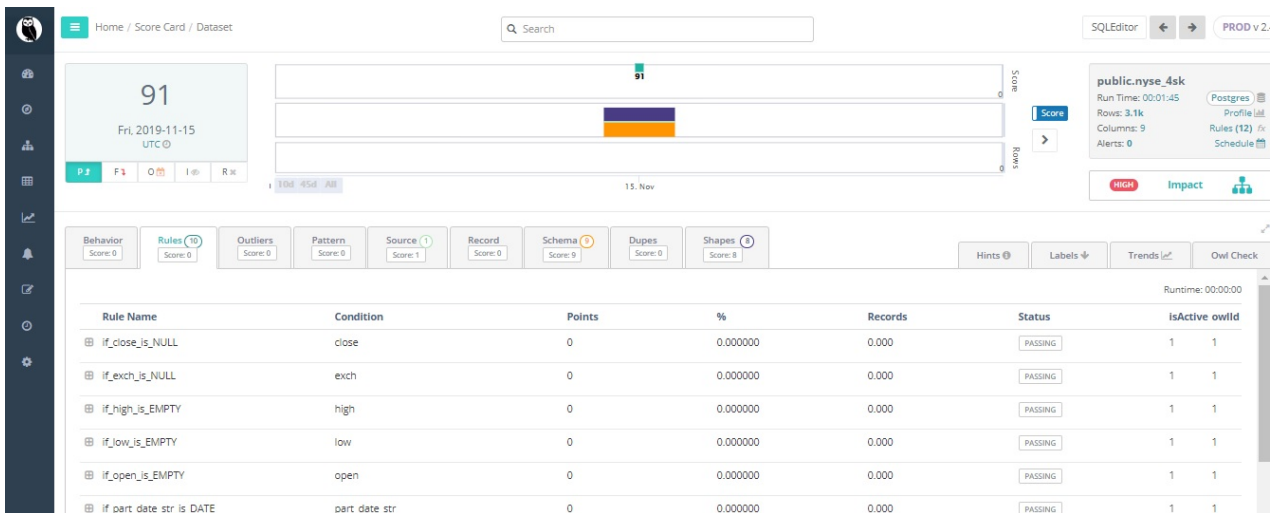 Home / Score Card / Dataset
Search
SQLEditor
PROD v 2.
91
Fri, 2019-11-15
UTC
P F O I R
91
Score
0
Rows
0
10d 45d All
15. Nov
Score
public.nyse_4sk
Run Time: 00:01:45 Postgres
Rows: 3.1k Profile
Columns: 9 Rules (12) fx
Alerts: 0 Schedule
HIGH Impact
Behavior Rules 10 Outliers Pattern Source 1 Record Schema 9 Dupes Shapes 8
Score: 0 Score: 0 Score: 0 Score: 0 Score: 1 Score: 0 Score: 9 Score: 0 Score: 8
Hints Labels Trends Owl Check
Runtime: 00:00:00
Rule Name Condition Points % Records Status isActive owlId
if_close_is_NULL close 0 0.000000 0.000 PASSING 1 1
if_exch_is_NULL exch 0 0.000000 0.000 PASSING 1 1
if_high_is_EMPTY high 0 0.000000 0.000 PASSING 1 1
if_low_is_EMPTY low 0 0.000000 0.000 PASSING 1 1
if_open_is_EMPTY open 0 0.000000 0.000 PASSING 1 1
if_part_date_str_is_DATE part_date_str 0 0.000000 0.000 PASSING 1 1